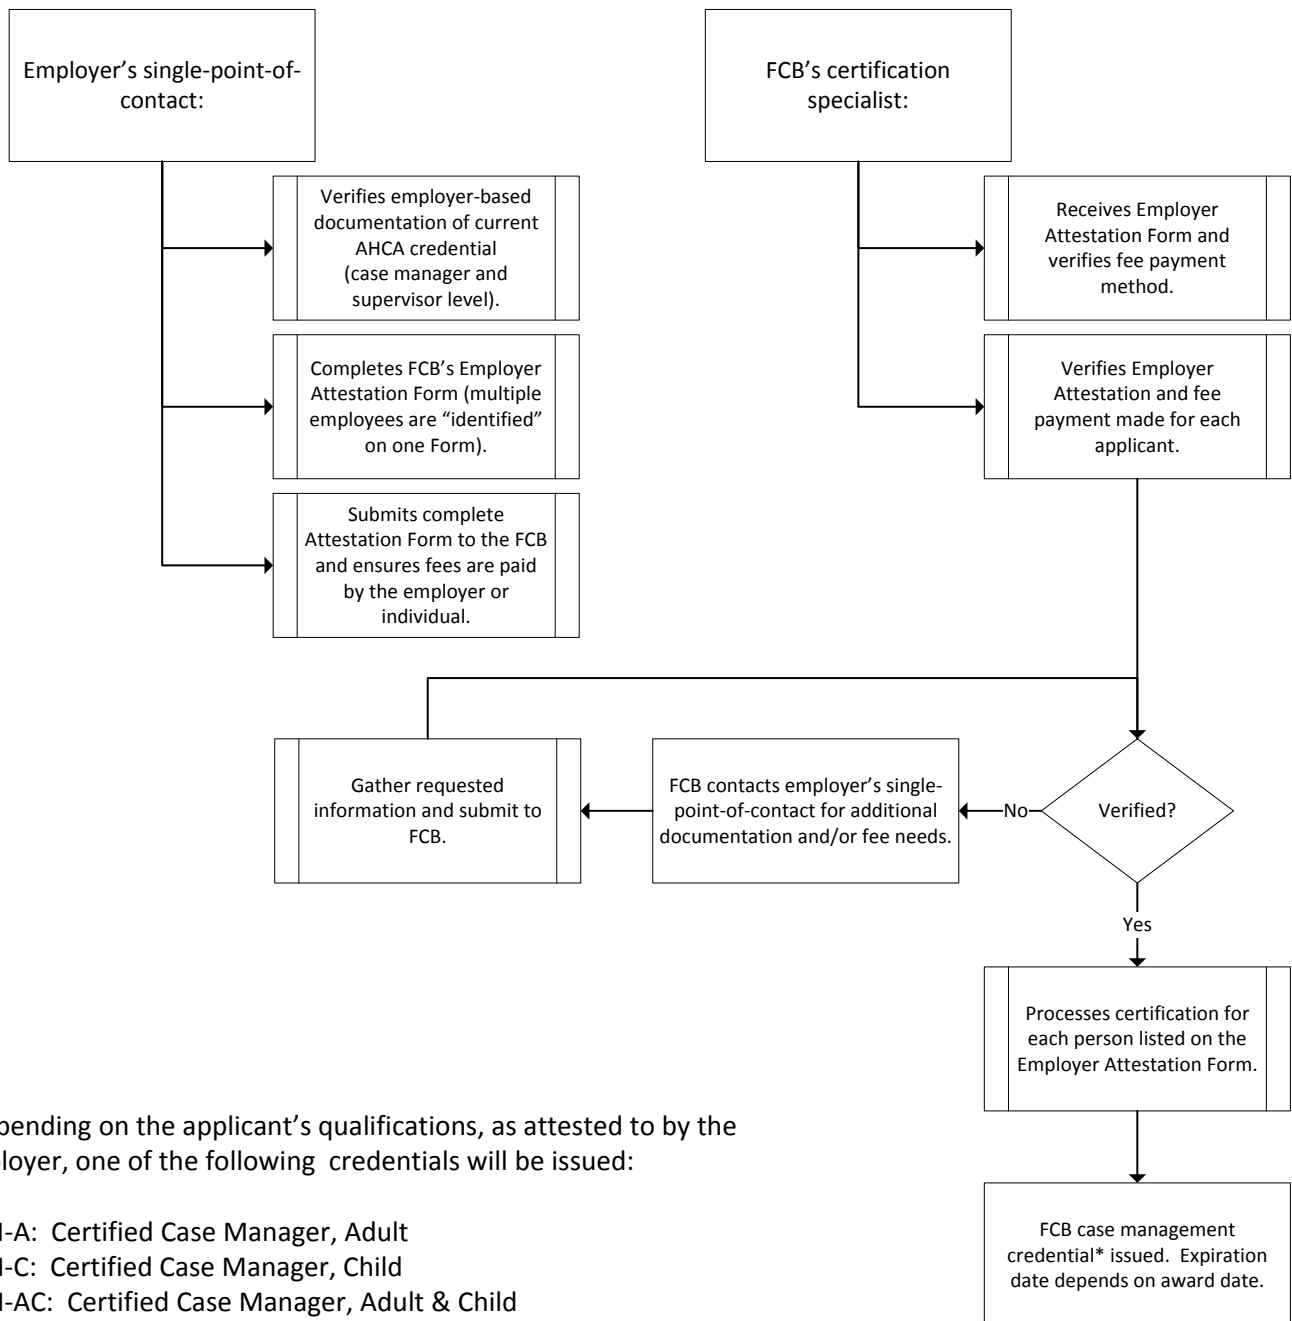 Employer’s single-point-of-
contact:
Verifies employer-based
documentation of current
AHCA credential
(case manager and
supervisor level).
Completes FCB’s Employer
Attestation Form (multiple
employees are “identified”
on one Form).
Submits complete
Attestation Form to the FCB
and ensures fees are paid
by the employer or
individual.
FCB’s certification
specialist:
Receives Employer
Attestation Form and
verifies fee payment
method.
Verifies Employer
Attestation and fee
payment made for each
applicant.
Verified?
No
FCB contacts employer’s single-
point-of-contact for additional
documentation and/or fee needs.
Gather requested
information and submit to
FCB.
Yes
Processes certification for
each person listed on the
Employer Attestation Form.
FCB case management
credential* issued.  Expiration
date depends on award date.
pending on the applicant’s qualifications, as attested to by the
ployer, one of the following  credentials will be issued:
-A:  Certified Case Manager, Adult
-C:  Certified Case Manager, Child
-AC:  Certified Case Manager, Adult & Child